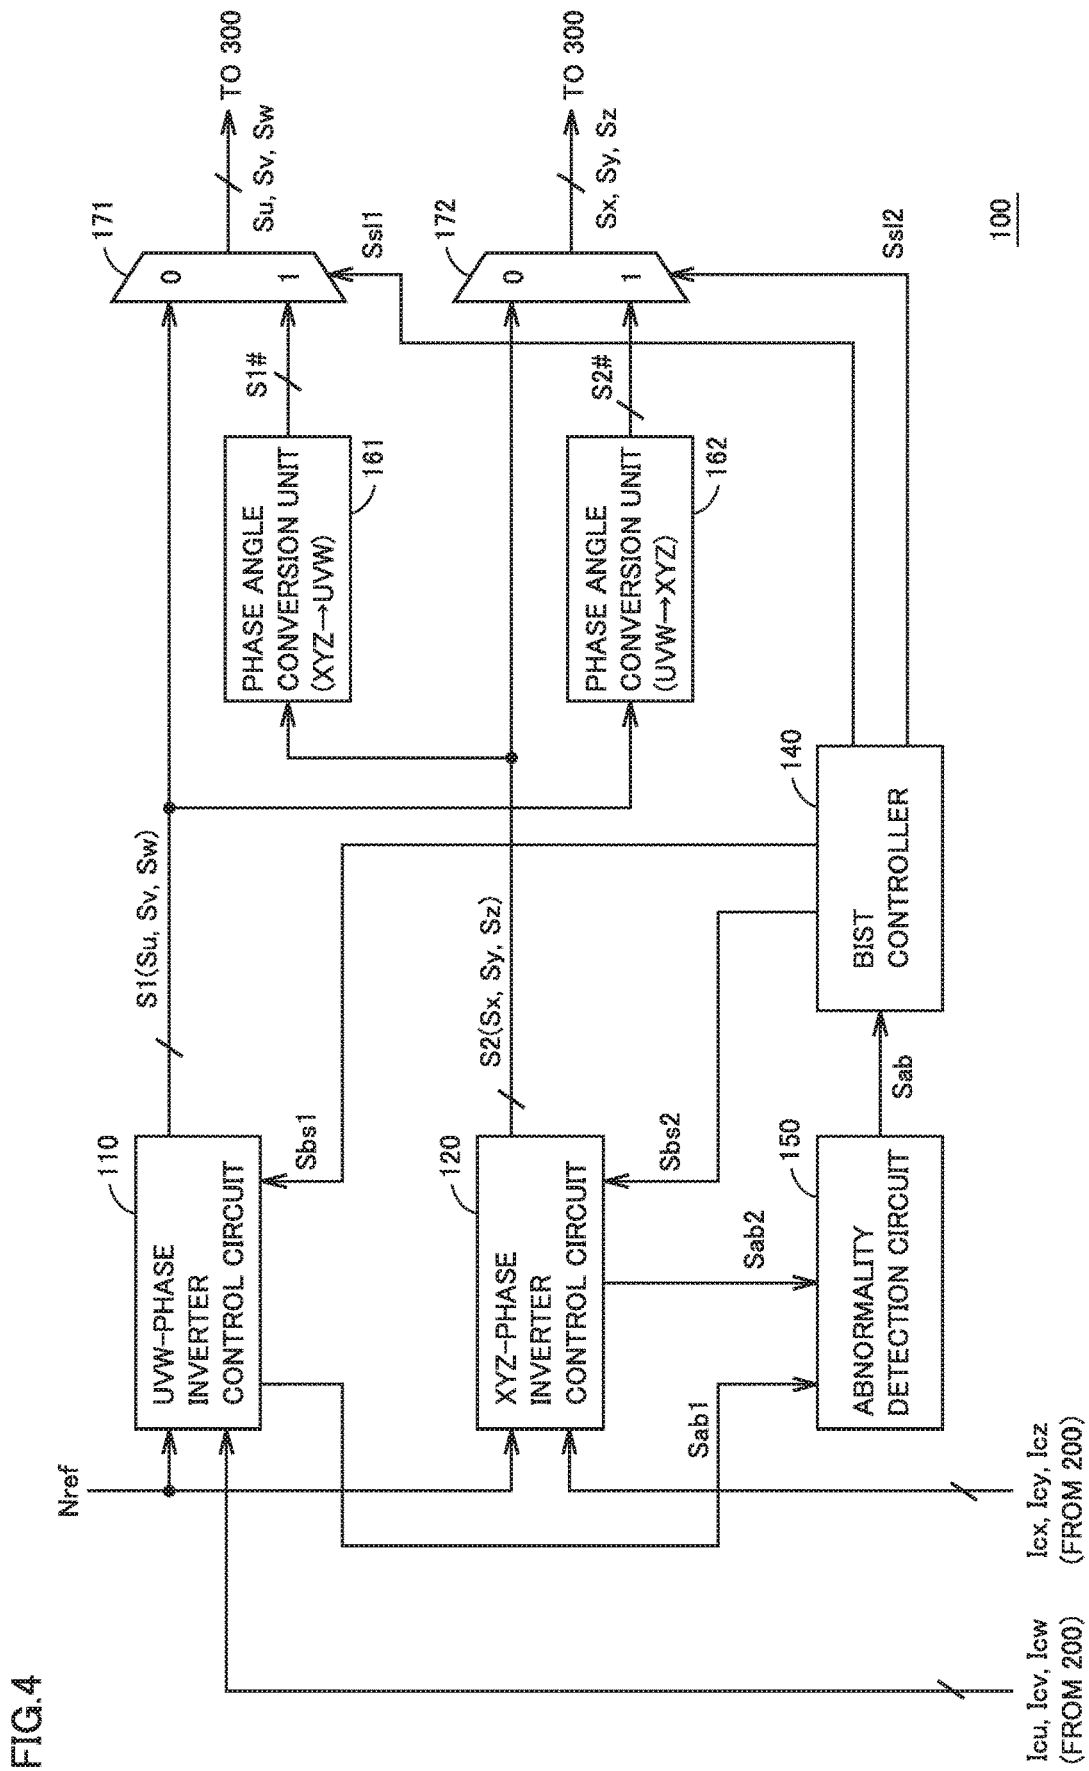 FIG.4
Icu, Icv, Icw
(FROM 200)
Icx, Icy, Icz
(FROM 200)
Nref
110
UVW-PHASE
INVERTER
CONTROL CIRCUIT
120
XYZ-PHASE
INVERTER
CONTROL CIRCUIT
150
ABNORMALITY
DETECTION CIRCUIT
Sab1
Sab2
Sab
Sbs1
Sbs2
140
BIST
CONTROLLER
S1(Su, Sv, Sw)
S2(Sx, Sy, Sz)
PHASE ANGLE
CONVERSION UNIT
(XYZ→UVW)
161
PHASE ANGLE
CONVERSION UNIT
(UVW→XYZ)
162
S1#
S2#
171
0
1
Ssl1
172
0
1
Ssl2
Su, Sv, Sw
TO 300
Sx, Sy, Sz
TO 300
100